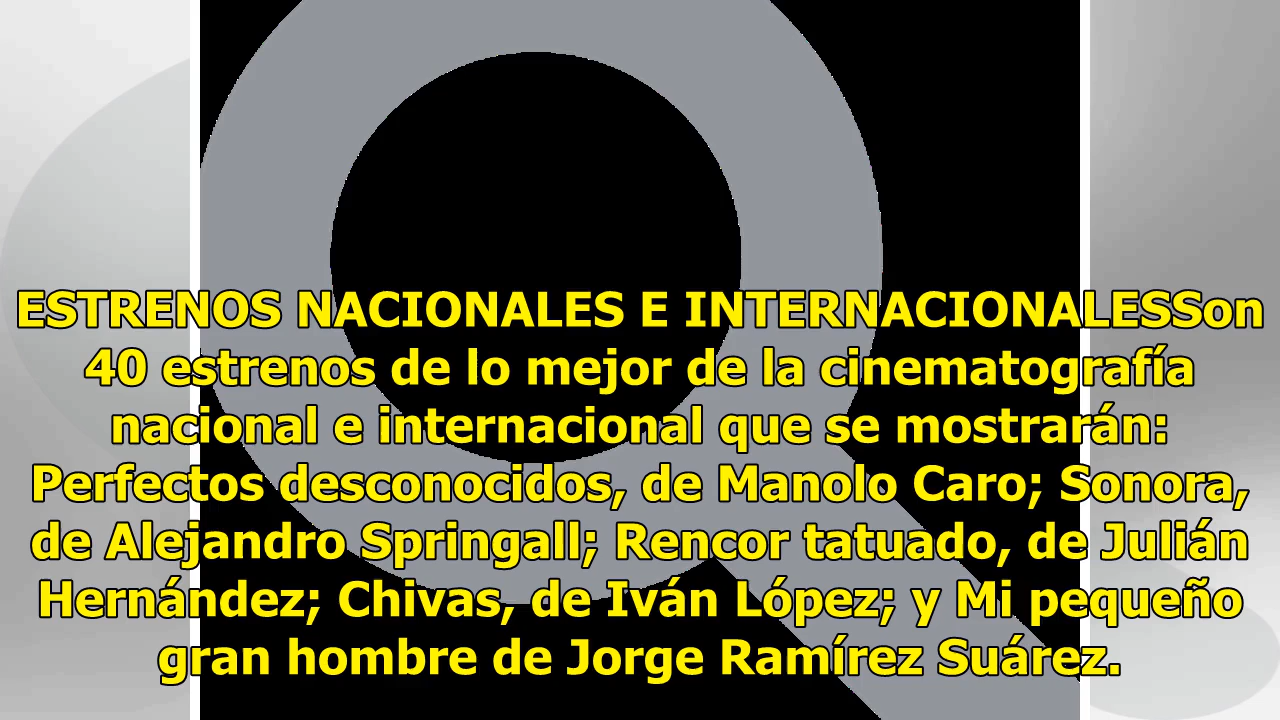 ESTRENOS NACIONALES E INTERNACIONALESSon
40 estrenos de lo mejor de la cinematografía
nacional e internacional que se mostrarán:
Perfectos desconocidos, de Manolo Caro; Sonora,
de Alejandro Springall; Rencor tatuado, de Julián
Hernández; Chivas, de Iván López; y Mi pequeño
gran hombre de Jorge Ramírez Suárez.